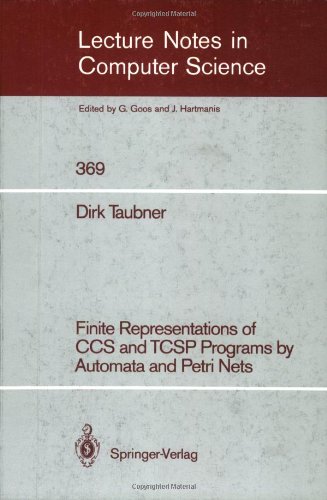 Lecture Notes in
Computer Science
Edited by G. Goos and J. Hartmanis
369
Dirk Taubner
Finite Representations of
CCS and TCSP Programs by
Automata and Petri Nets
Springer-Verlag